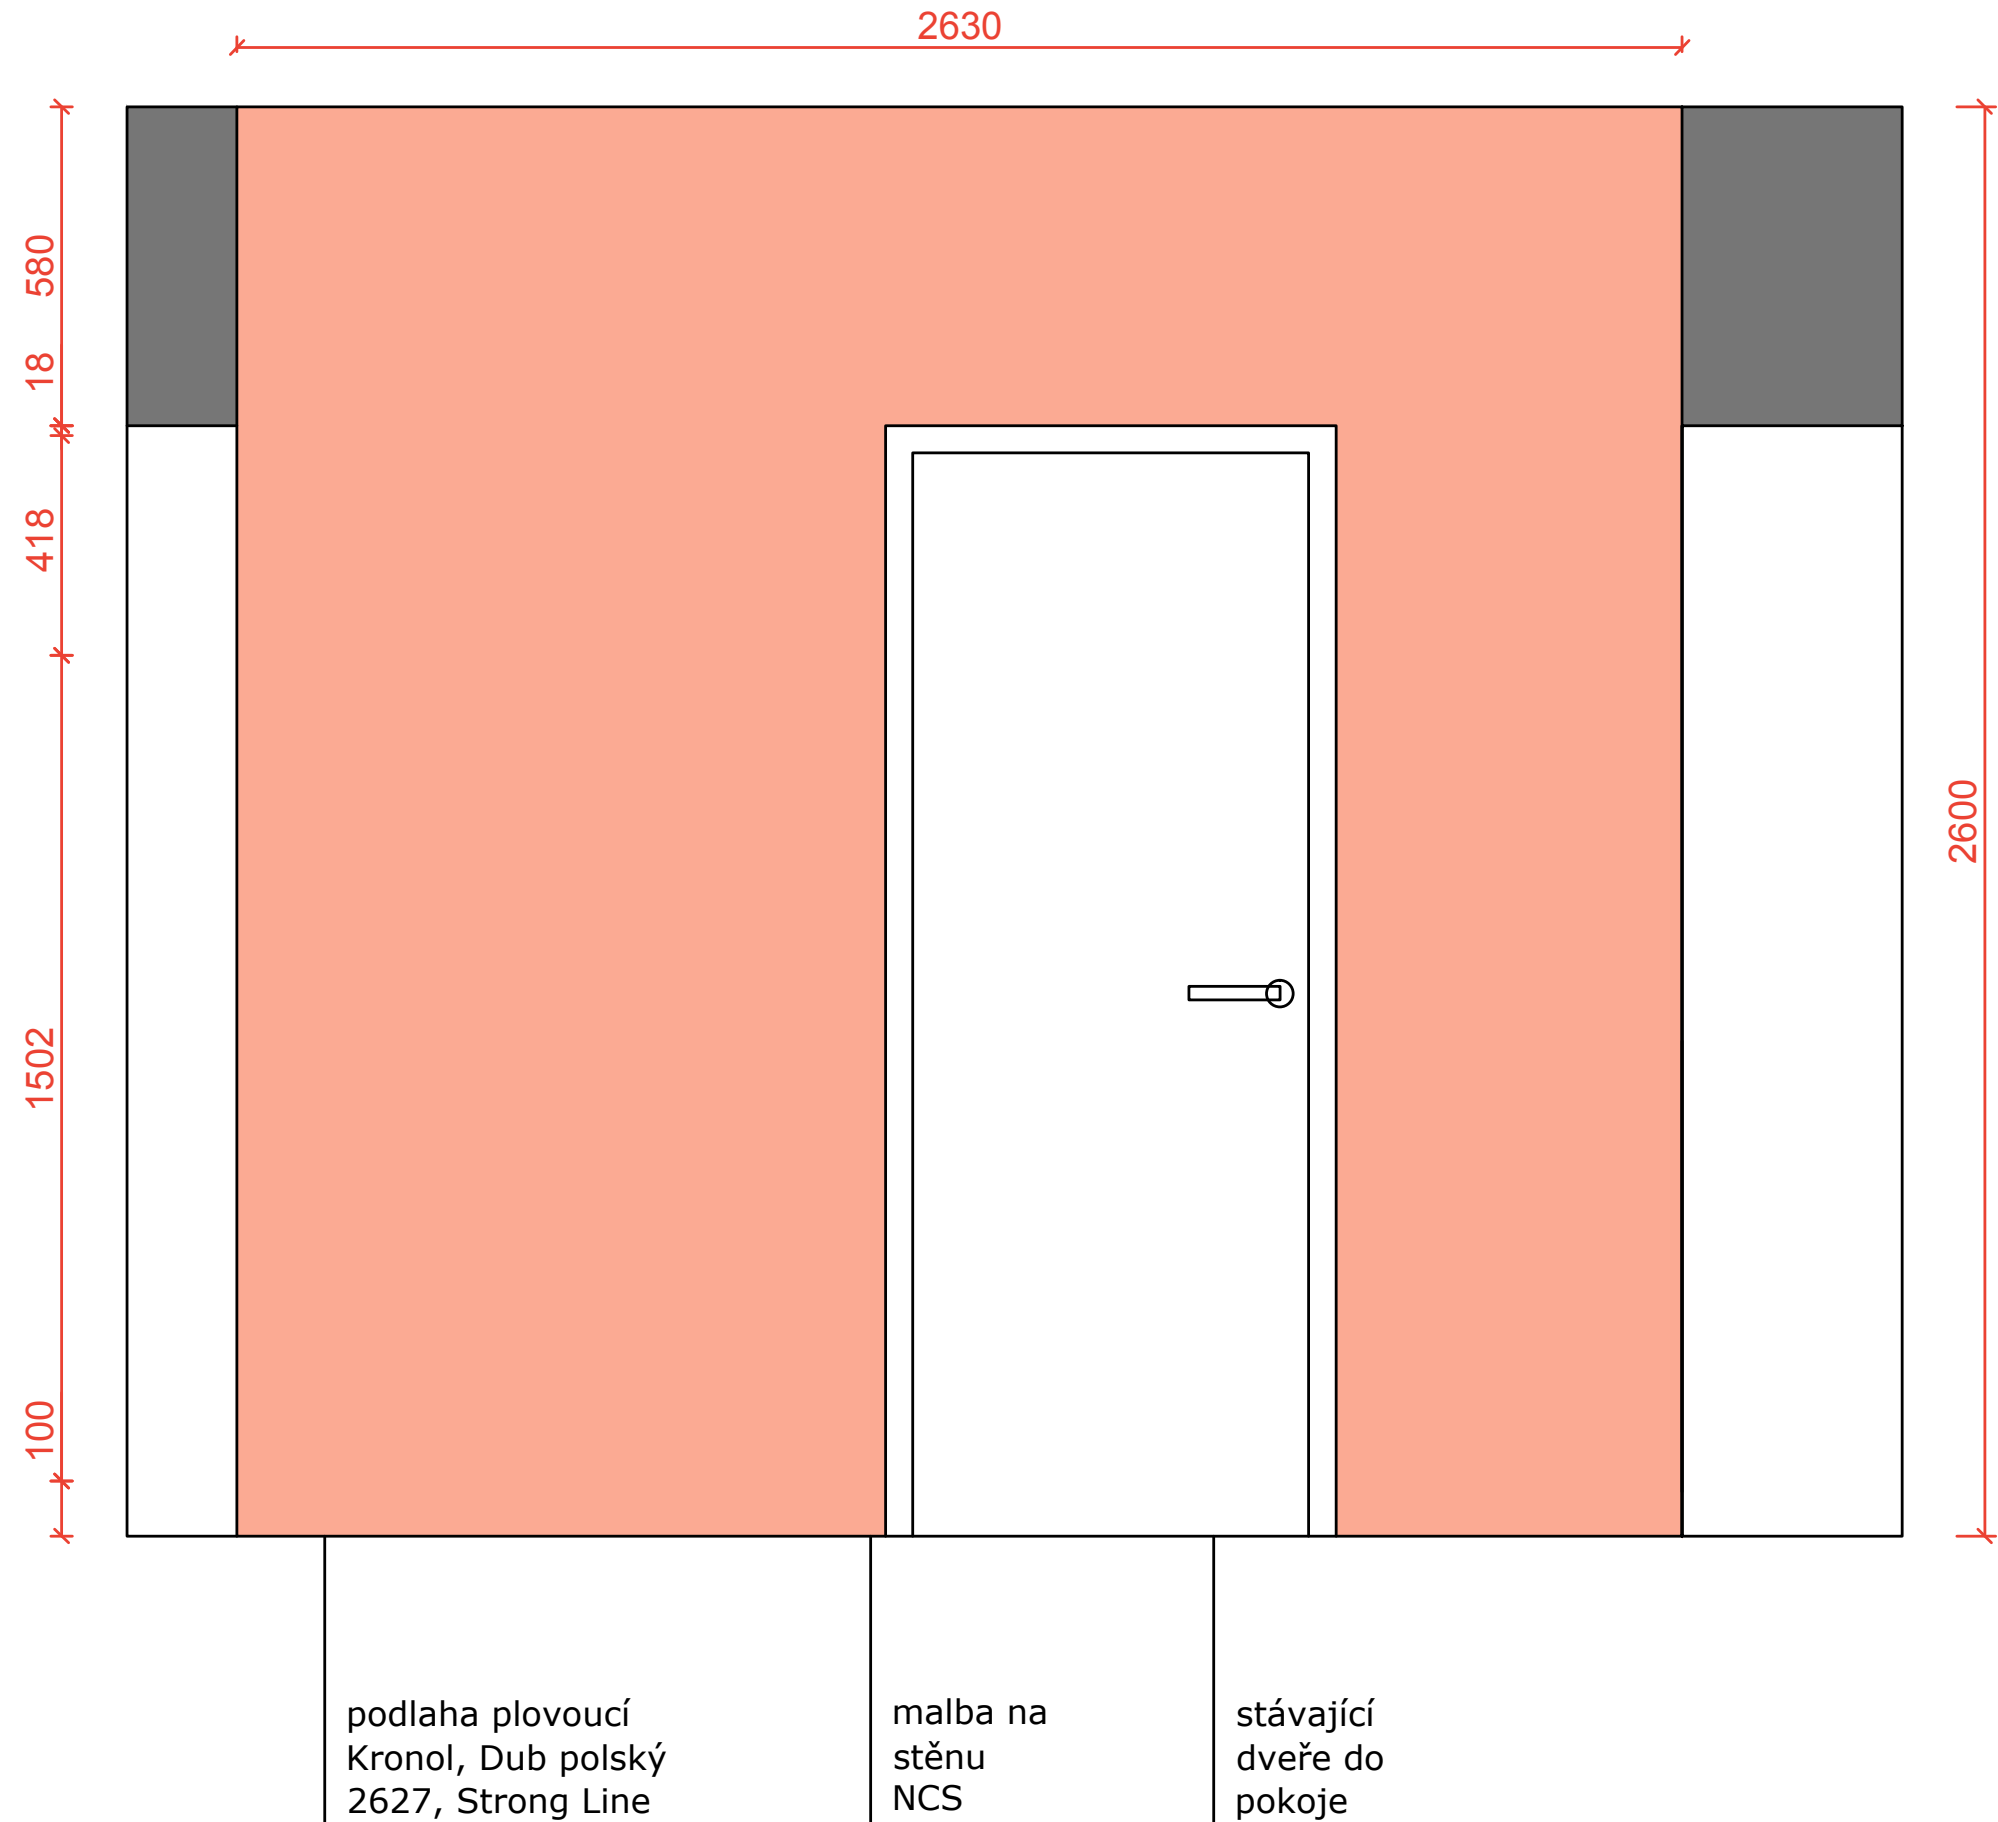 2630
580
18
418
1502
100
2600
podlaha plovoucí
Kronol, Dub polský
2627, Strong Line
malba na
stěnu
NCS
stávající
dveře do
pokoje